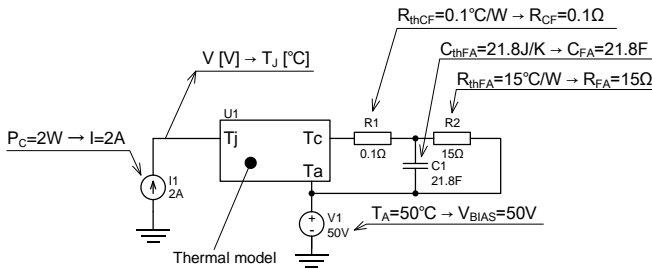 RthCF=0.1℃/W → RCF=0.1Ω
CthFA=21.8J/K → CFA=21.8F
V [V] → TJ [℃]
RthFA=15℃/W → RFA=15Ω
U1
R1
R2
PC=2W → I=2A
Tj
Tc
0.1Ω
15Ω
Ta
C1
21.8F
I1
2A
V1
50V
TA=50℃ → VBIAS=50V
Thermal model